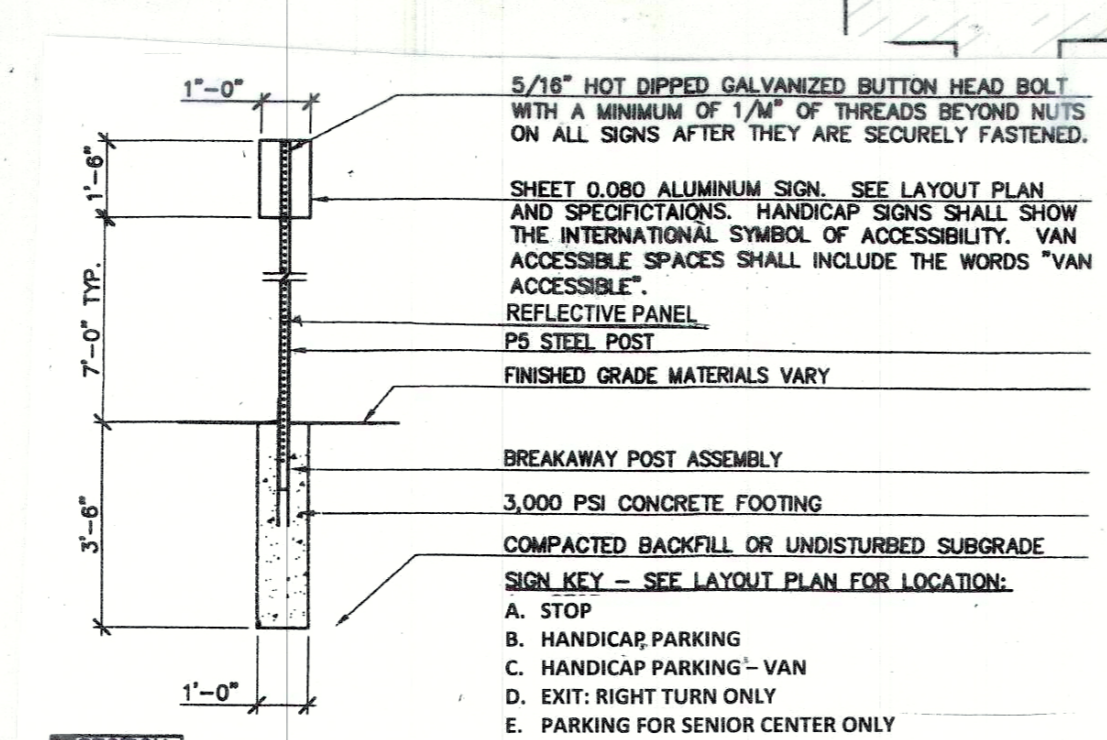 1"-0"
5/16" HOT DIPPED GALVANIZED BUTTON HEAD BOLT
WITH A MINIMUM OF 1/M" OF THREADS BEYOND NUTS
ON ALL SIGNS AFTER THEY ARE SECURELY FASTENED.
1'-6"
SHEET 0.080 ALUMINUM SIGN. SEE LAYOUT PLAN
AND SPECIFICTAIONS. HANDICAP SIGNS SHALL SHOW
THE INTERNATIONAL SYMBOL OF ACCESSIBILITY. VAN
ACCESSIBLE SPACES SHALL INCLUDE THE WORDS "VAN
ACCESSIBLE".
REFLECTIVE PANEL
7'-0" TYP.
P5 STEEL POST
FINISHED GRADE MATERIALS VARY
BREAKAWAY POST ASSEMBLY
3'-6"
3,000 PSI CONCRETE FOOTING
COMPACTED BACKFILL OR UNDISTURBED SUBGRADE
SIGN KEY - SEE LAYOUT PLAN FOR LOCATION:
A. STOP
B. HANDICAP PARKING
C. HANDICAP PARKING - VAN
D. EXIT: RIGHT TURN ONLY
E. PARKING FOR SENIOR CENTER ONLY
1'-0"